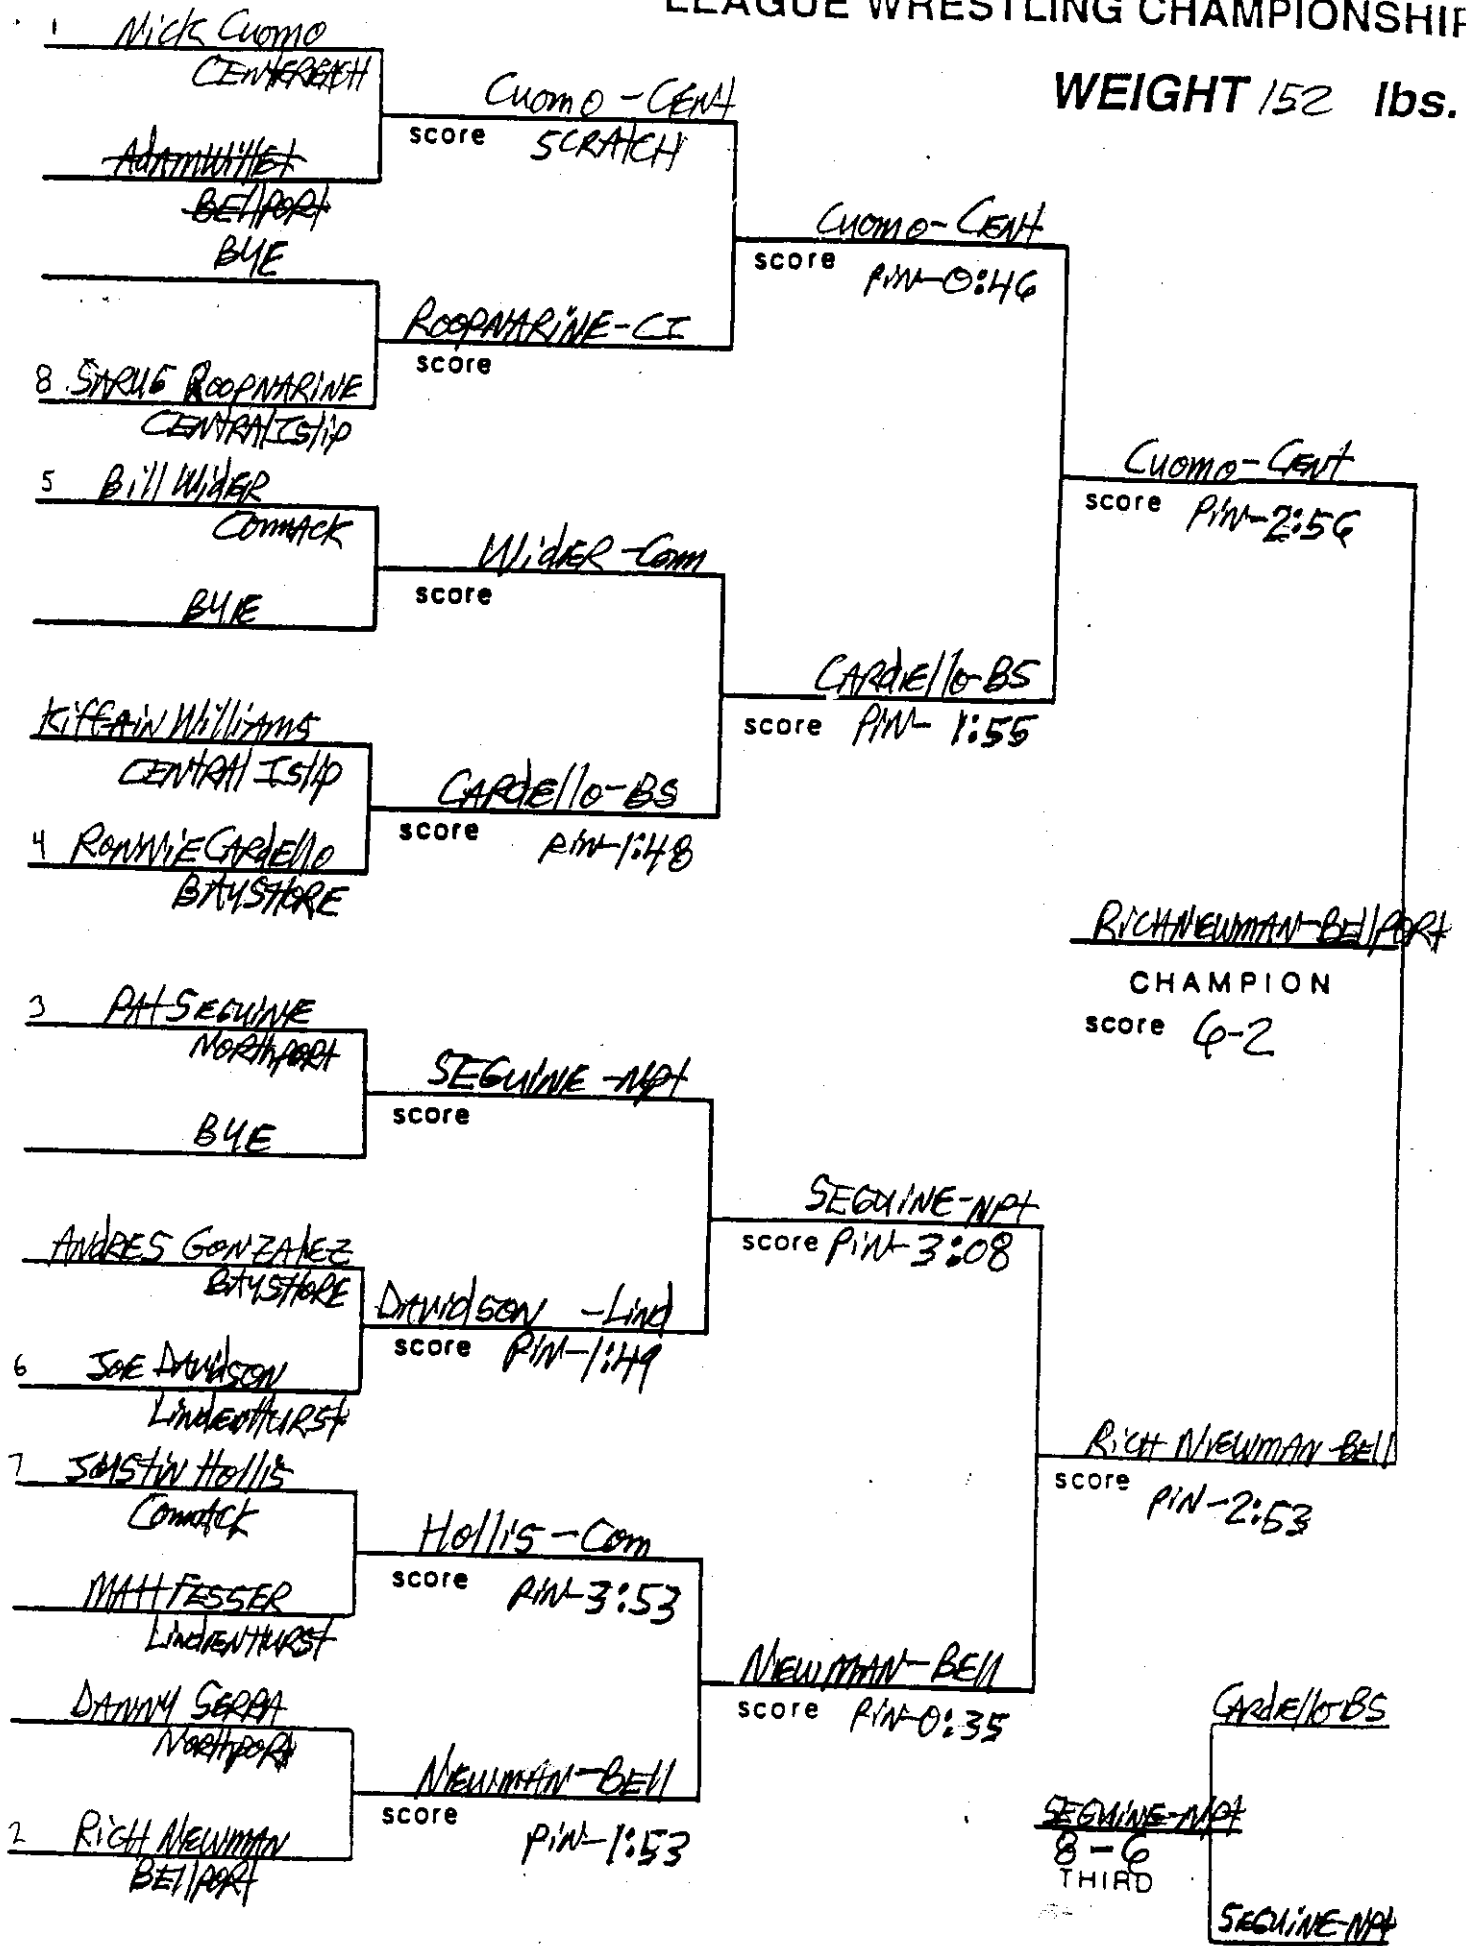 LEAGUE WRESTLING CHAMPIONSHIP
WEIGHT 152 lbs.
1 Nick Cuomo
CENTEREACH
Cuomo - CENT
score SCRATCH
Adam Willet
BEllPORT
BYE
Cuomo - CENT
score PiN-0:46
ROOPNARiNE-CI
score
8 ROOPNARiNE
CENTRAl Islip
Cuomo - CENT
score PiN-2:56
5 Bill WidER
COMMACK
WidER - Comm
score
BYE
CARdEllo-BS
score PiN- 1:55
Williams
CENTRAl Islip
CARdEllo-BS
score PiN-1:48
4 RONNiE CARdEllo
BAYSHORE
RiCH NEWMAN-BEllPORT
CHAMPION
score 6-2
3 PAT SEGUiNE
NORTHPORT
SEGUiNE - NPt
score
BYE
SEGUiNE-NPt
score PiN-3:08
ANdRES GONZALEZ
BAYSHORE
DAVidSON - Lind
score PiN-1:49
6 JOE DAVidSON
LiNdENHURST
RiCH NEWMAN-BEll
score PiN-2:53
7 JUSTiN Hollis
Commack
Hollis - Com
score PiN-3:53
MATT FESSER
LiNdENHURST
NEWMAN-BEll
score PiN-0:35
DANNY SERRA
NORTHPORT
NEWMAN-BEll
score PiN-1:53
2 RiCH NEWMAN
BEllPORT
CARdEllo-BS
SEGUiNE-NPt
8-6
THIRD
SEGUiNE-NPt